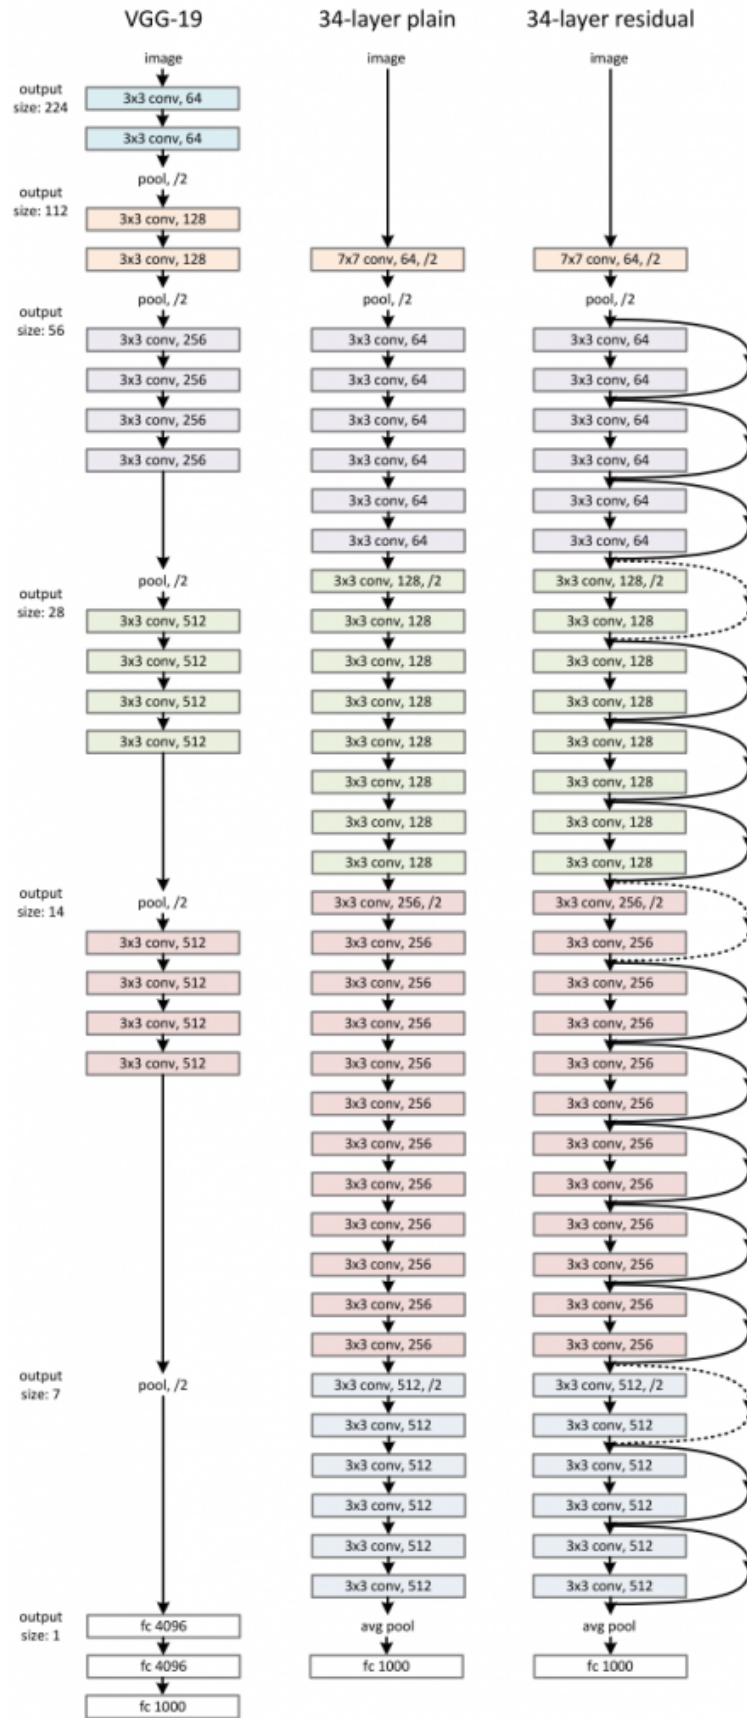 VGG-19
34-layer plain
34-layer residual
output
size: 224
image
3x3 conv, 64
3x3 conv, 64
pool, /2
output
size: 112
3x3 conv, 128
3x3 conv, 128
pool, /2
output
size: 56
3x3 conv, 256
3x3 conv, 256
3x3 conv, 256
3x3 conv, 256
pool, /2
output
size: 28
3x3 conv, 512
3x3 conv, 512
3x3 conv, 512
3x3 conv, 512
output
size: 14
pool, /2
3x3 conv, 512
3x3 conv, 512
3x3 conv, 512
3x3 conv, 512
output
size: 7
pool, /2
output
size: 1
fc 4096
fc 4096
fc 1000
image
7x7 conv, 64, /2
pool, /2
3x3 conv, 64
3x3 conv, 64
3x3 conv, 64
3x3 conv, 64
3x3 conv, 64
3x3 conv, 64
3x3 conv, 128, /2
3x3 conv, 128
3x3 conv, 128
3x3 conv, 128
3x3 conv, 128
3x3 conv, 128
3x3 conv, 128
3x3 conv, 128
3x3 conv, 256, /2
3x3 conv, 256
3x3 conv, 256
3x3 conv, 256
3x3 conv, 256
3x3 conv, 256
3x3 conv, 256
3x3 conv, 256
3x3 conv, 256
3x3 conv, 256
3x3 conv, 256
3x3 conv, 256
3x3 conv, 512, /2
3x3 conv, 512
3x3 conv, 512
3x3 conv, 512
3x3 conv, 512
3x3 conv, 512
avg pool
fc 1000
image
7x7 conv, 64, /2
pool, /2
3x3 conv, 64
3x3 conv, 64
3x3 conv, 64
3x3 conv, 64
3x3 conv, 64
3x3 conv, 64
3x3 conv, 128, /2
3x3 conv, 128
3x3 conv, 128
3x3 conv, 128
3x3 conv, 128
3x3 conv, 128
3x3 conv, 128
3x3 conv, 128
3x3 conv, 256, /2
3x3 conv, 256
3x3 conv, 256
3x3 conv, 256
3x3 conv, 256
3x3 conv, 256
3x3 conv, 256
3x3 conv, 256
3x3 conv, 256
3x3 conv, 256
3x3 conv, 256
3x3 conv, 256
3x3 conv, 512, /2
3x3 conv, 512
3x3 conv, 512
3x3 conv, 512
3x3 conv, 512
3x3 conv, 512
avg pool
fc 1000